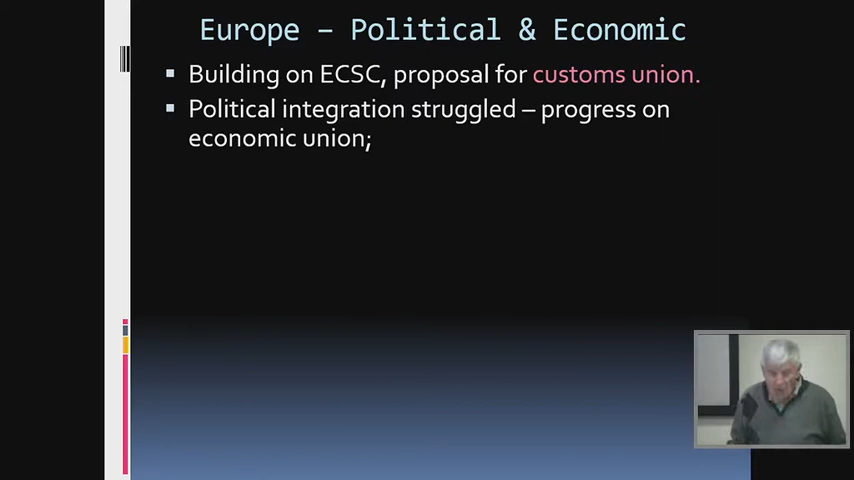 Europe – Political & Economic
▪ Building on ECSC, proposal for customs union.
▪ Political integration struggled – progress on
economic union;